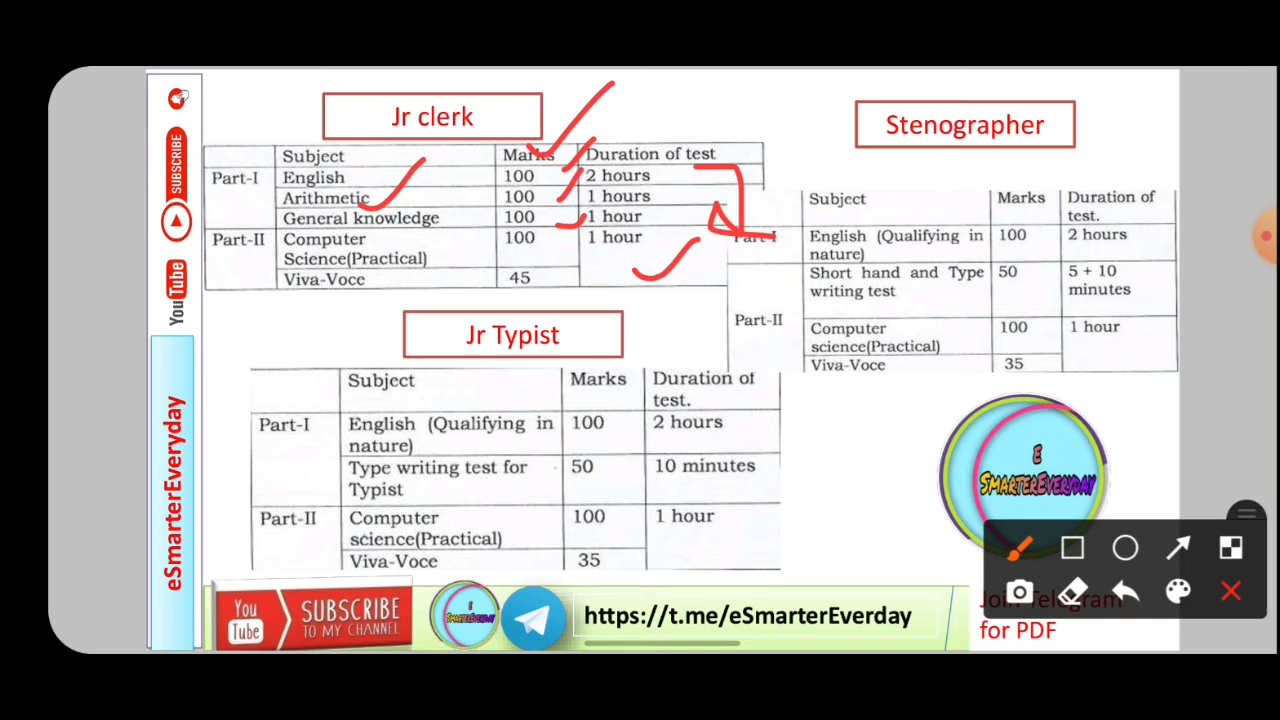 Jr clerk
Subject Marks Duration of test
Part-I English 100 2 hours
Arithmetic 100 1 hours
General knowledge 100 1 hour
Part-II Computer 100 1 hour
Science(Practical)
Viva-Voce 45
Stenographer
Subject Marks Duration of
test.
Part-I English (Qualifying in 100 2 hours
nature)
Short hand and Type 50 5 + 10
writing test minutes
Part-II
Computer 100 1 hour
science(Practical)
Viva-Voce 35
Jr Typist
Subject Marks Duration of
test.
Part-I English (Qualifying in 100 2 hours
nature)
Type writing test for 50 10 minutes
Typist
Part-II Computer 100 1 hour
science(Practical)
Viva-Voce 35
SUBSCRIBE
YouTube
eSmarterEveryday
E
SMARTEREVERYDAY
You
Tube
SUBSCRIBE
TO MY CHANNEL
E
SMARTEREVERYDAY
https://t.me/eSmarterEverday
Join Telegram
for PDF